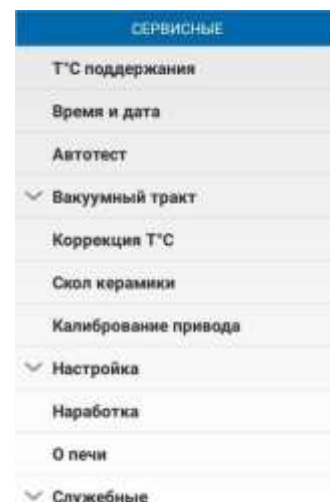 СЕРВИСНЫЕ
T°C поддержания
Время и дата
Автотест
Вакуумный тракт
Коррекция T°C
Скол керамики
Калибрование привода
Настройка
Наработка
О печи
Служебные